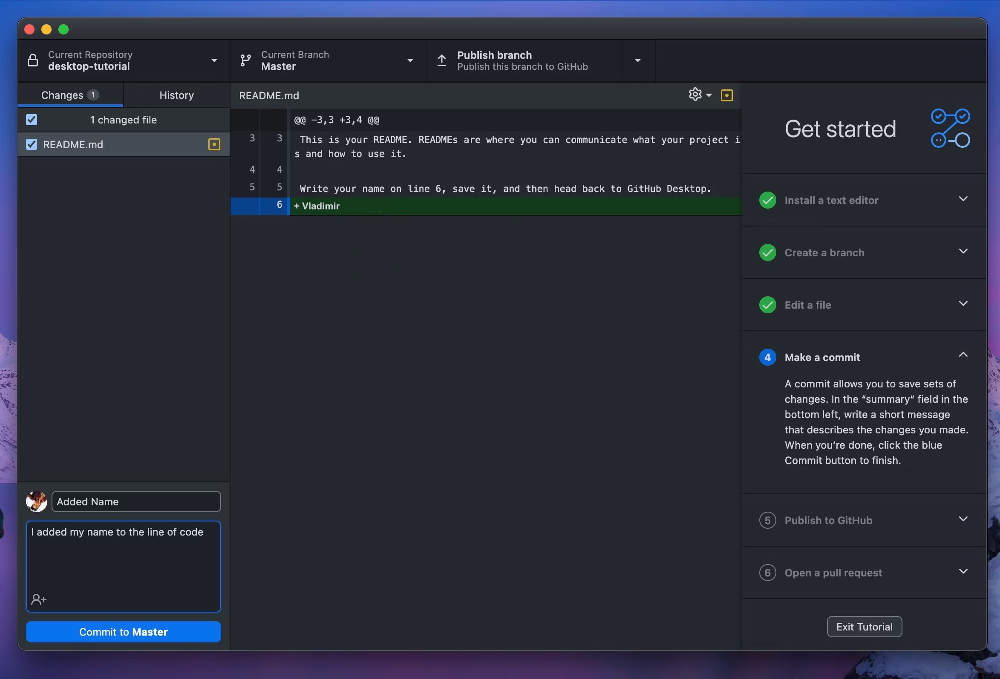 Current Repository
desktop-tutorial
Current Branch
Master
Publish branch
Publish this branch to GitHub
Changes 1
History
1 changed file
README.md
README.md
@@ -3,3 +3,4 @@
3 3 This is your README. READMEs are where you can communicate what your project i
s and how to use it.
4 4
5 5 Write your name on line 6, save it, and then head back to GitHub Desktop.
6 + Vladimir
Added Name
I added my name to the line of code
Commit to Master
Get started
Install a text editor
Create a branch
Edit a file
4 Make a commit
A commit allows you to save sets of
changes. In the “summary“ field in the
bottom left, write a short message
that describes the changes you made.
When you’re done, click the blue
Commit button to finish.
5 Publish to GitHub
6 Open a pull request
Exit Tutorial